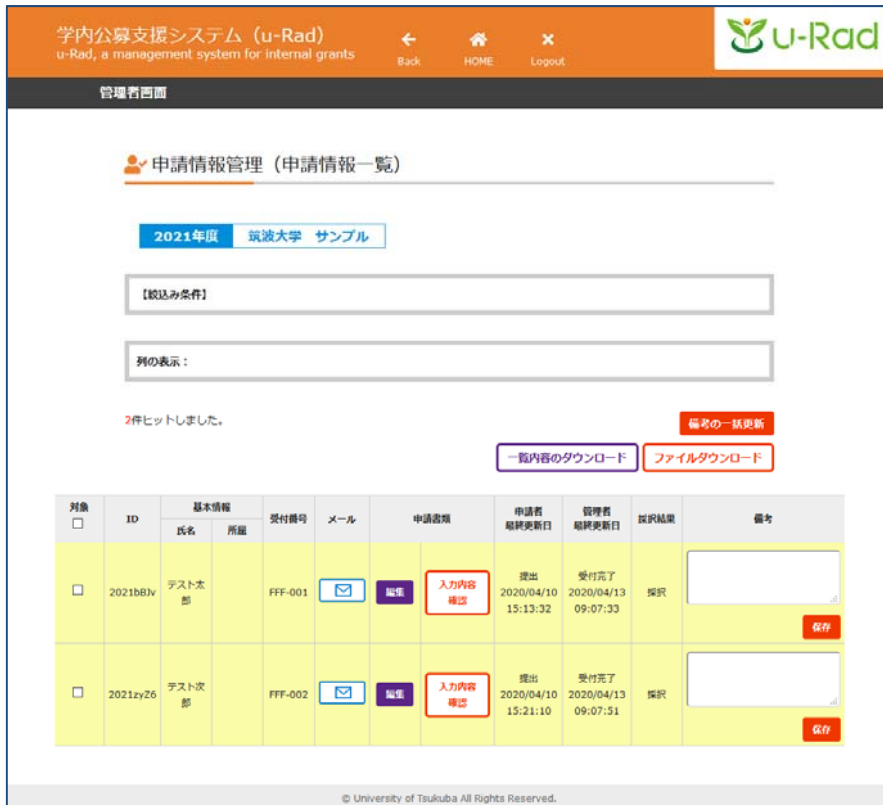 学内公募支援システム（u-Rad）
u-Rad, a management system for internal grants
Back HOME Logout
u-Rad
管理者画面
申請情報管理（申請情報一覧）
2021年度 筑波大学 サンプル
【絞込み条件】
列の表示：
2件ヒットしました。
備考の一括更新
一覧内容のダウンロード ファイルダウンロード
対象 ID 基本情報 受付番号 メール 申請書類 申請者 管理者 採択結果 備考
氏名 所属 最終更新日 最終更新日
2021bBJv テスト太 FFF-001 編集 入力内容 提出 受付完了 採択
郎 確認 2020/04/10 2020/04/13
15:13:32 09:07:33
保存
2021zyZ6 テスト次 FFF-002 編集 入力内容 提出 受付完了 採択
郎 確認 2020/04/10 2020/04/13
15:21:10 09:07:51
保存
© University of Tsukuba All Rights Reserved.